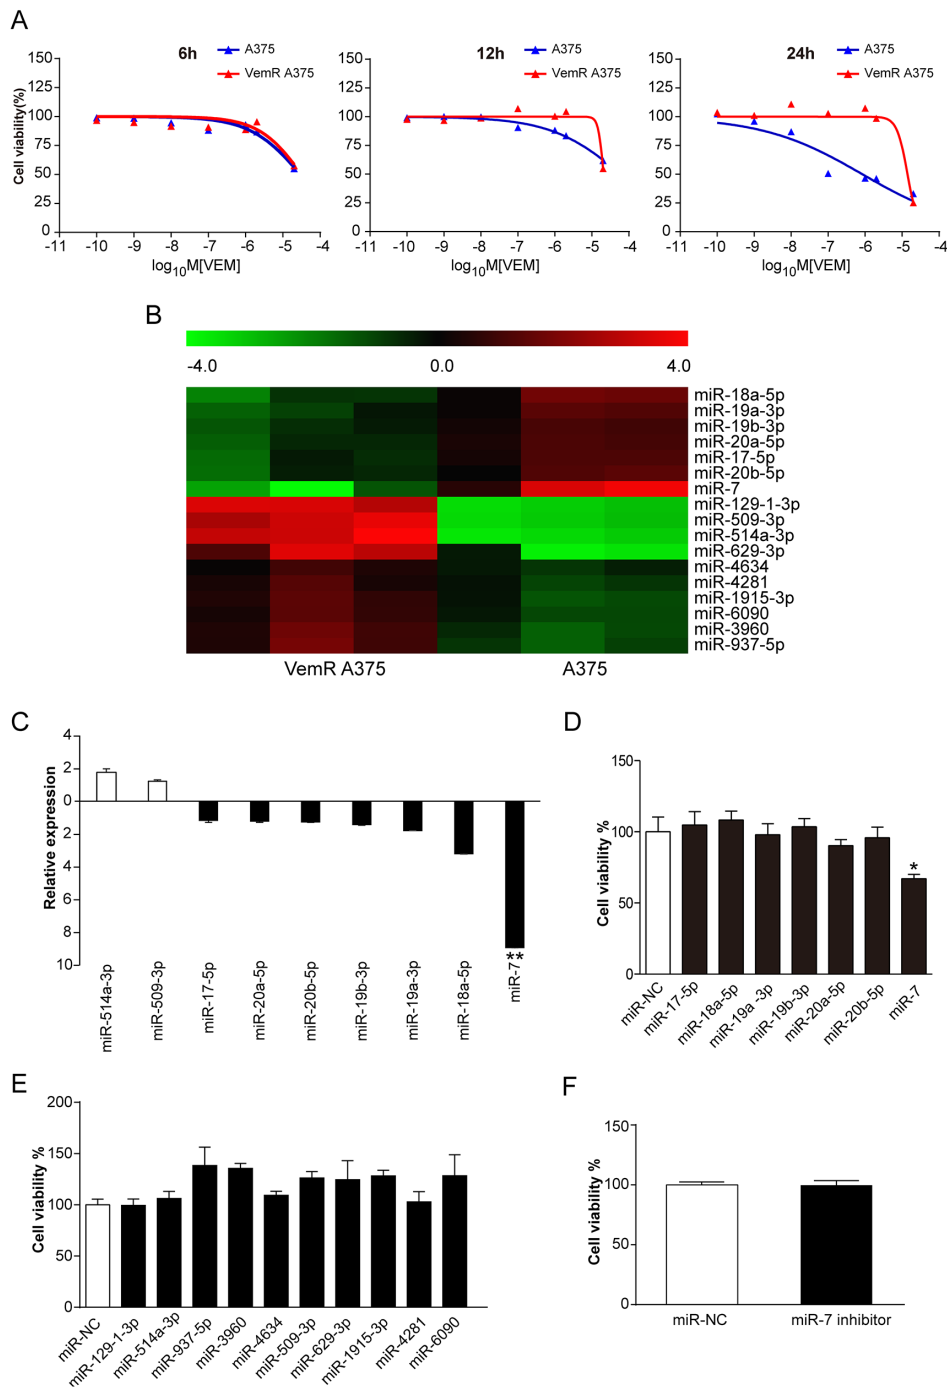 A
6h
A375
VemR A375
12h
A375
VemR A375
24h
A375
VemR A375
Cell viability(%)
150
125
100
75
50
25
0
-11 -10 -9 -8 -7 -6 -5 -4
log10M[VEM]
150
125
100
75
50
25
0
-11 -10 -9 -8 -7 -6 -5 -4
log10M[VEM]
150
125
100
75
50
25
0
-11 -10 -9 -8 -7 -6 -5 -4
log10M[VEM]
B
-4.0 0.0 4.0
miR-18a-5p
miR-19a-3p
miR-19b-3p
miR-20a-5p
miR-17-5p
miR-20b-5p
miR-7
miR-129-1-3p
miR-509-3p
miR-514a-3p
miR-629-3p
miR-4634
miR-4281
miR-1915-3p
miR-6090
miR-3960
miR-937-5p
VemR A375 A375
C
Relative expression
4
2
0
2
4
6
8
10
**
miR-514a-3p
miR-509-3p
miR-17-5p
miR-20a-5p
miR-20b-5p
miR-19b-3p
miR-19a-3p
miR-18a-5p
miR-7
D
Cell viability %
150
100
50
0
*
miR-NC
miR-17-5p
miR-18a-5p
miR-19a -3p
miR-19b-3p
miR-20a-5p
miR-20b-5p
miR-7
E
Cell viability %
200
150
100
50
0
miR-NC
miR-129-1-3p
miR-514a-3p
miR-937-5p
miR-3960
miR-4634
miR-509-3p
miR-629-3p
miR-1915-3p
miR-4281
miR-6090
F
Cell viability %
150
100
50
0
miR-NC miR-7 inhibitor